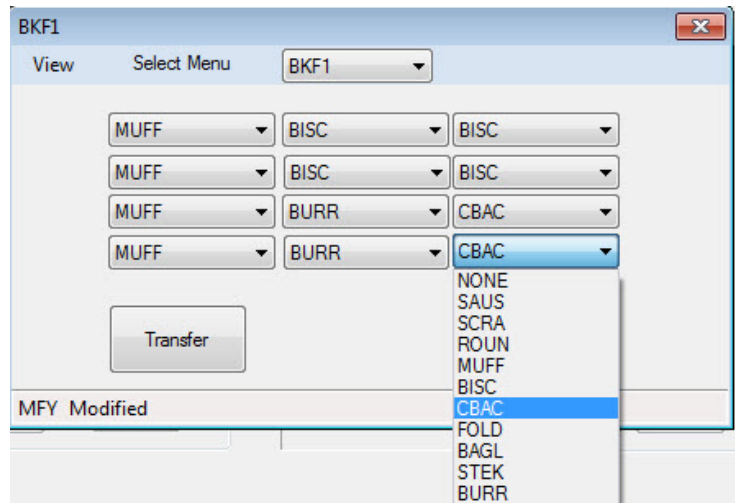 BKF1
View Select Menu BKF1
MUFF BISC BISC
MUFF BISC BISC
MUFF BURR CBAC
MUFF BURR CBAC
NONE
SAUS
SCRA
ROUN
MUFF
BISC
CBAC
FOLD
BAGL
STEK
BURR
Transfer
MFY Modified